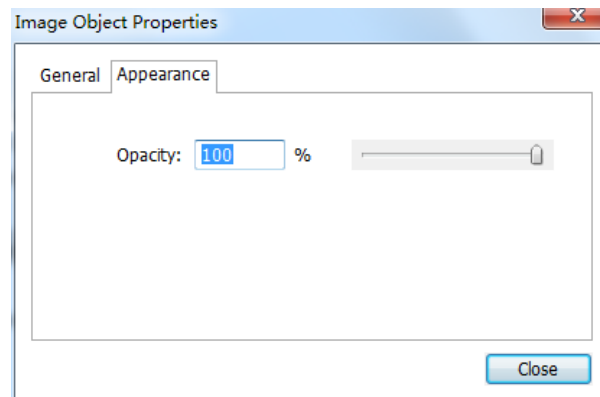 Image Object Properties
General Appearance
Opacity: 100 %
Close